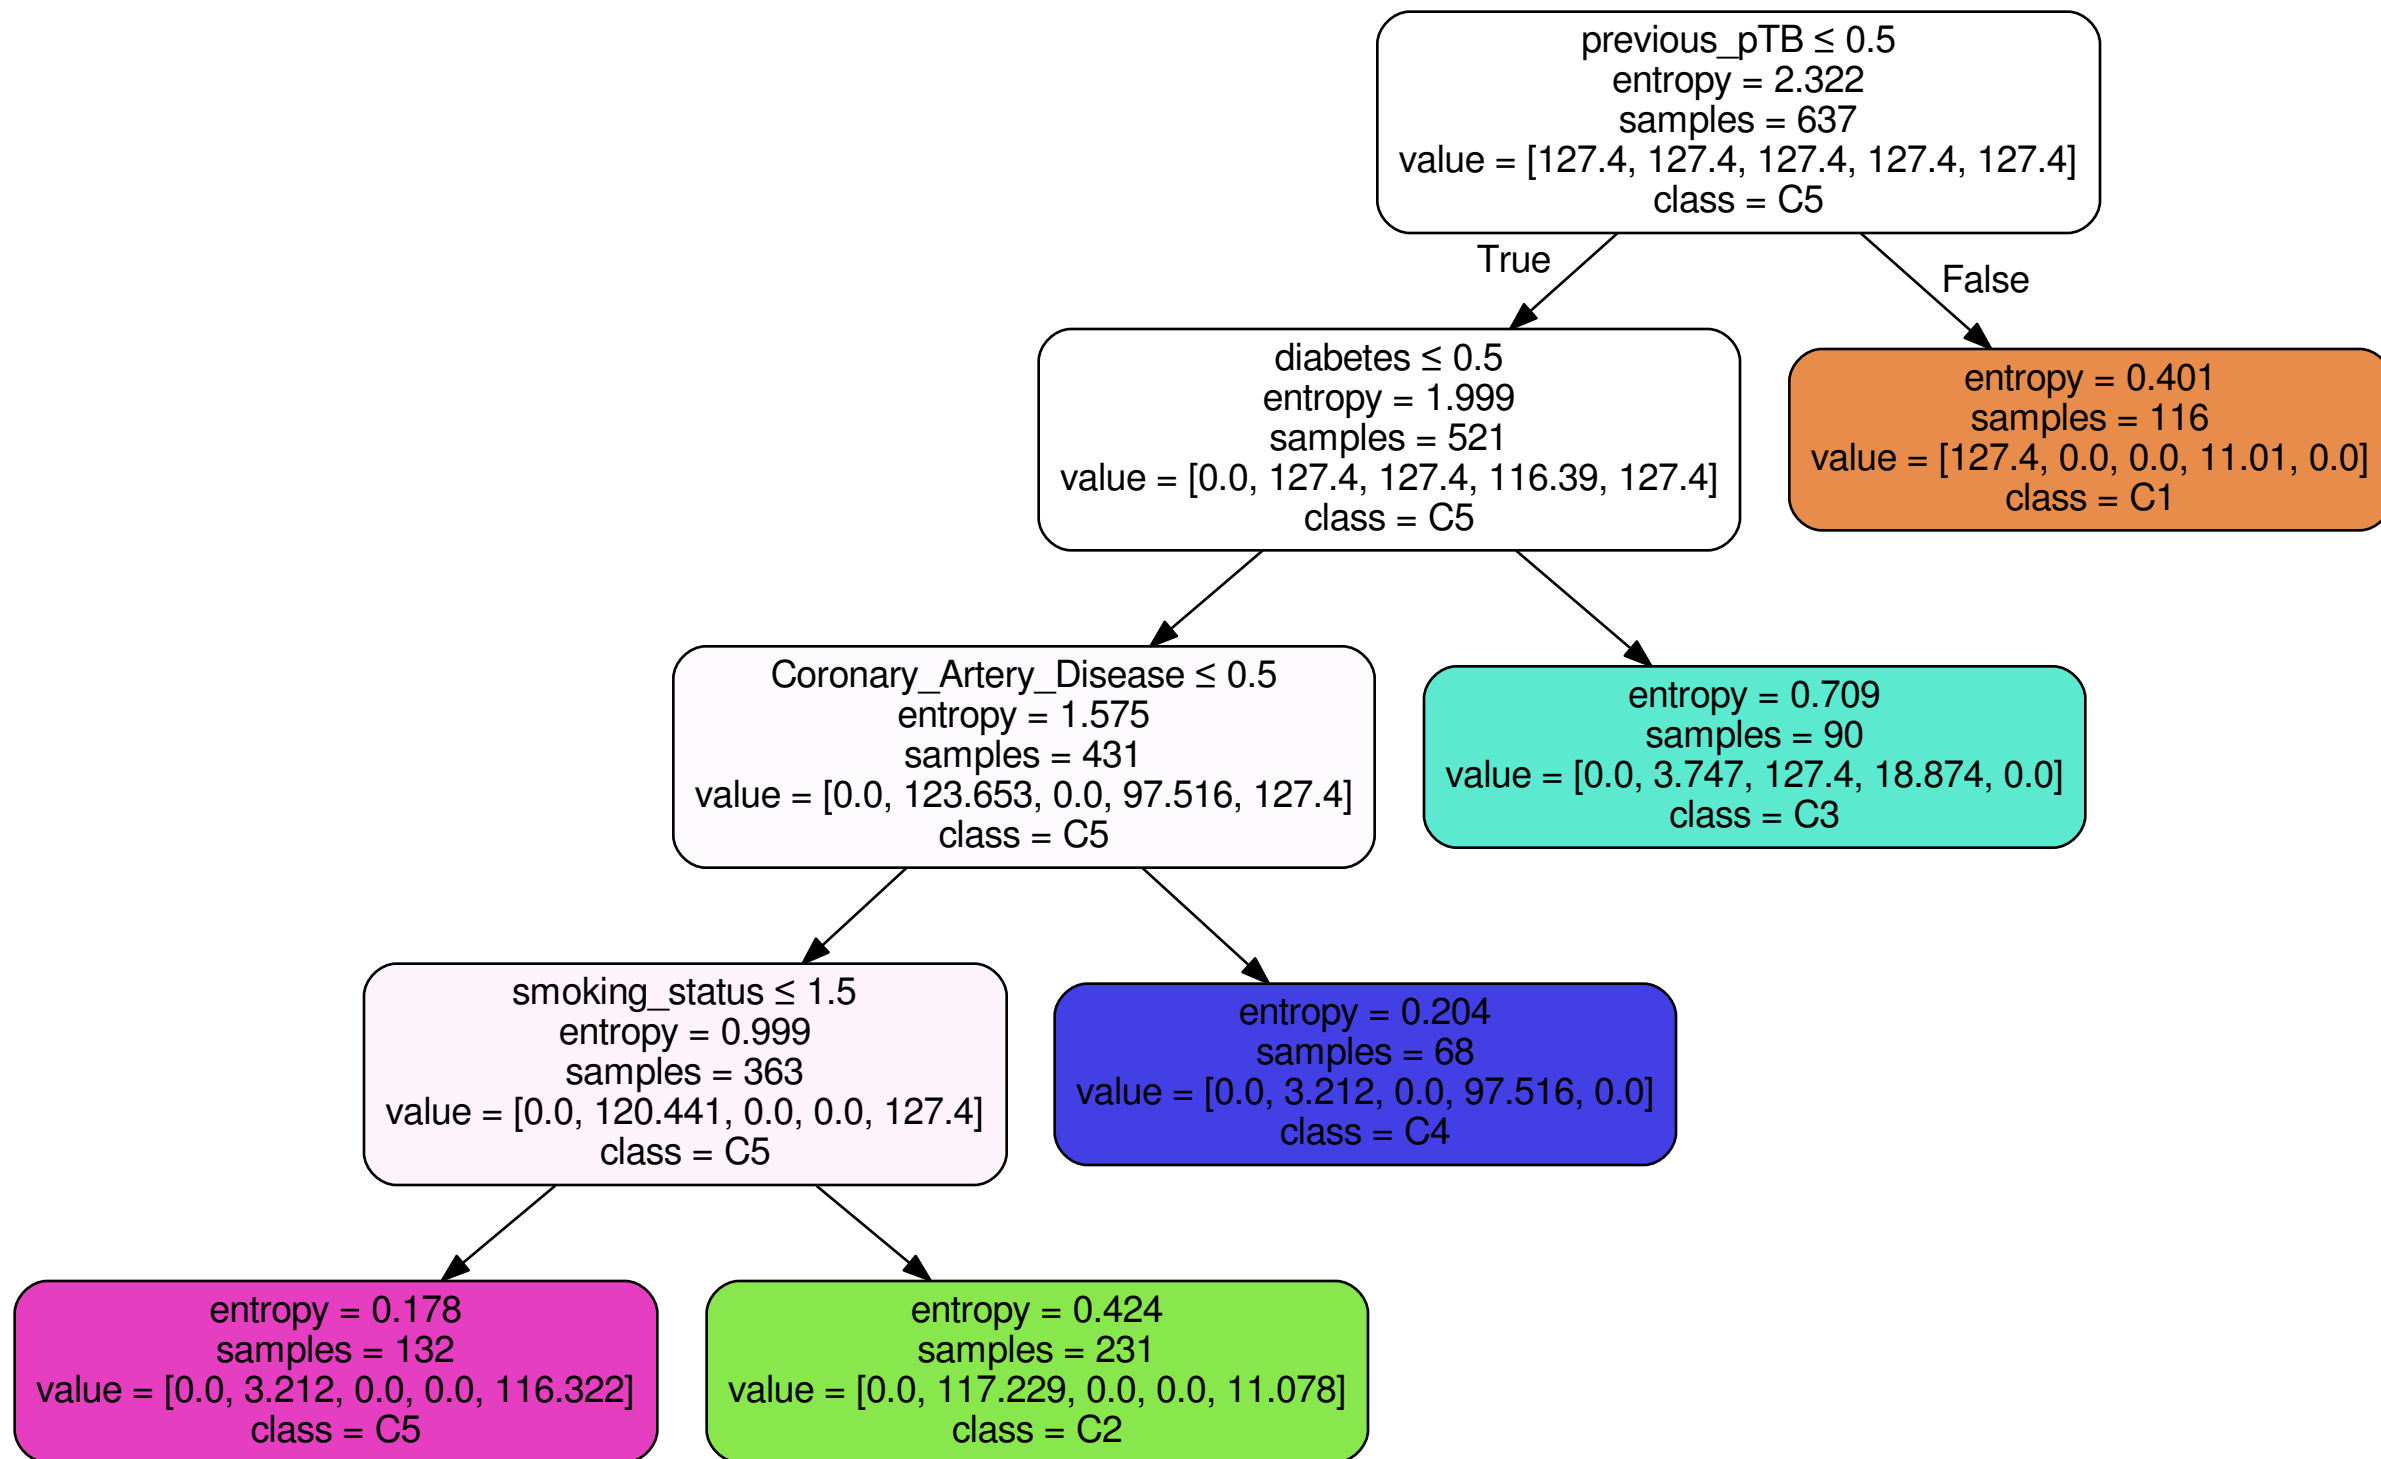 previous_pTB ≤ 0.5
entropy = 2.322
samples = 637
value = [127.4, 127.4, 127.4, 127.4, 127.4]
class = C5
True
False
diabetes ≤ 0.5
entropy = 1.999
samples = 521
value = [0.0, 127.4, 127.4, 116.39, 127.4]
class = C5
entropy = 0.401
samples = 116
value = [127.4, 0.0, 0.0, 11.01, 0.0]
class = C1
Coronary_Artery_Disease ≤ 0.5
entropy = 1.575
samples = 431
value = [0.0, 123.653, 0.0, 97.516, 127.4]
class = C5
entropy = 0.709
samples = 90
value = [0.0, 3.747, 127.4, 18.874, 0.0]
class = C3
smoking_status ≤ 1.5
entropy = 0.999
samples = 363
value = [0.0, 120.441, 0.0, 0.0, 127.4]
class = C5
entropy = 0.204
samples = 68
value = [0.0, 3.212, 0.0, 97.516, 0.0]
class = C4
entropy = 0.178
samples = 132
value = [0.0, 3.212, 0.0, 0.0, 116.322]
class = C5
entropy = 0.424
samples = 231
value = [0.0, 117.229, 0.0, 0.0, 11.078]
class = C2